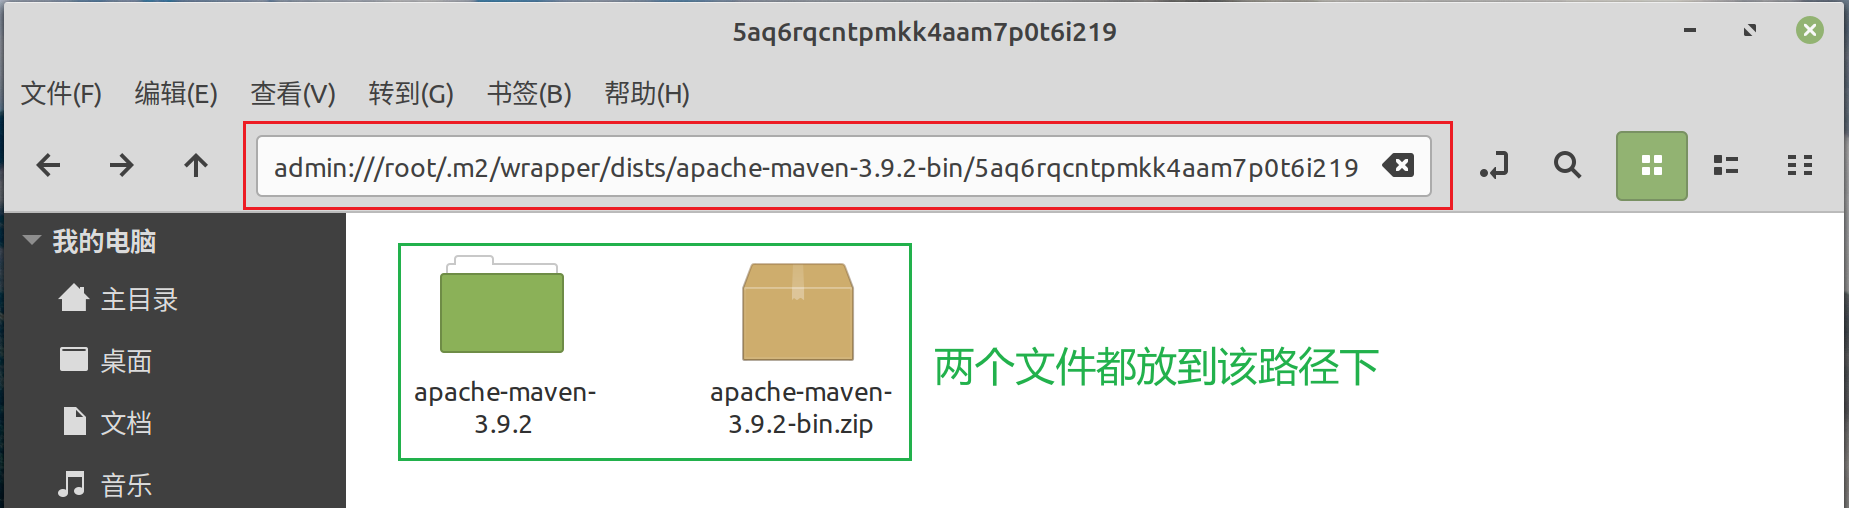 5aq6rqcntpmkk4aam7p0t6i219
文件(F) 编辑(E) 查看(V) 转到(G) 书签(B) 帮助(H)
admin:///root/.m2/wrapper/dists/apache-maven-3.9.2-bin/5aq6rqcntpmkk4aam7p0t6i219
我的电脑
主目录
桌面
文档
音乐
apache-maven-
3.9.2
apache-maven-
3.9.2-bin.zip
两个文件都放到该路径下